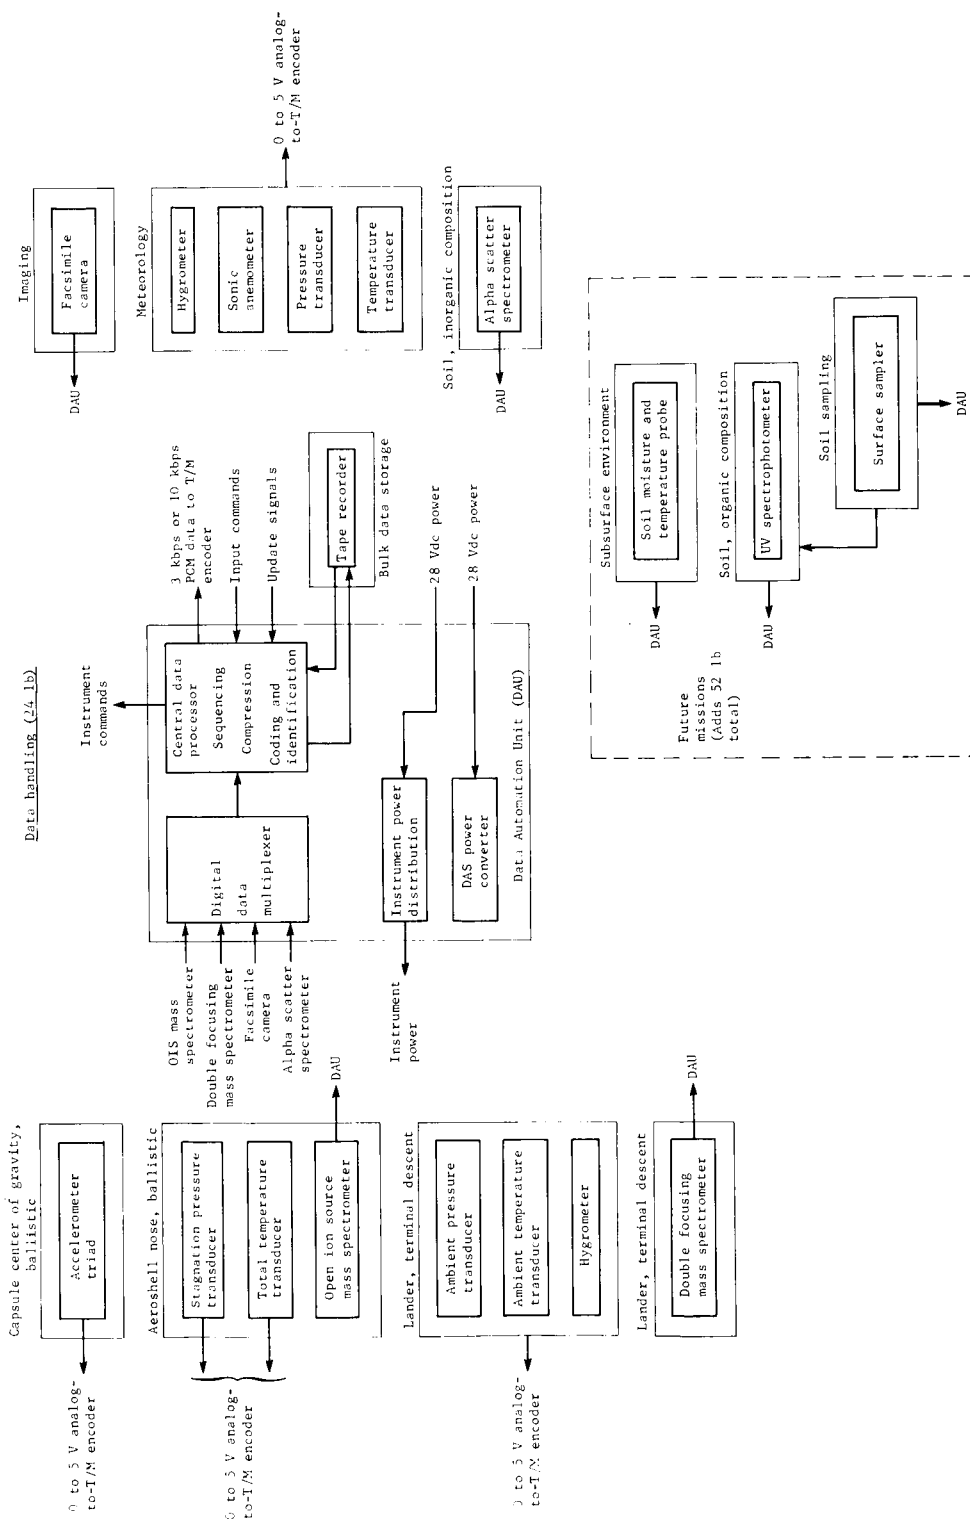 Capsule center of gravity,
ballistic
Accelerometer
triad
0 to 5 V analog-
to-T/M encoder
Aeroshell nose, ballistic
Stagnation pressure
transducer
Total temperature
transducer
Open ion source
mass spectrometer
DAU
0 to 5 V analog-
to-T/M encoder
Lander, terminal descent
Ambient pressure
transducer
Ambient temperature
transducer
Hygrometer
0 to 5 V analog-
to-T/M encoder
Lander, terminal descent
Double focusing
mass spectrometer
DAU
Data handling (24 lb)
Instrument
commands
OIS mass
spectrometer
Double focusing
mass spectrometer
Facsimile
camera
Alpha scatter
spectrometer
Digital
data
multiplexer
Central data
processor
Sequencing
Compression
Coding and
identification
3 kbps or 10 kbps
PCM data to T/M
encoder
Input commands
Update signals
Tape recorder
Bulk data storage
Instrument
power
Instrument power
distribution
28 Vdc power
DAS power
converter
28 Vdc power
Data Automation Unit (DAU)
Imaging
Facsimile
camera
DAU
Meteorology
Hygrometer
Sonic
anemometer
Pressure
transducer
Temperature
transducer
0 to 5 V analog-
to-T/M encoder
Soil, inorganic composition
Alpha scatter
spectrometer
DAU
Subsurface environment
Soil moisture and
temperature probe
DAU
Soil, organic composition
UV spectrophotometer
DAU
Soil sampling
Surface sampler
DAU
Future
missions
(Adds 52 lb
total)